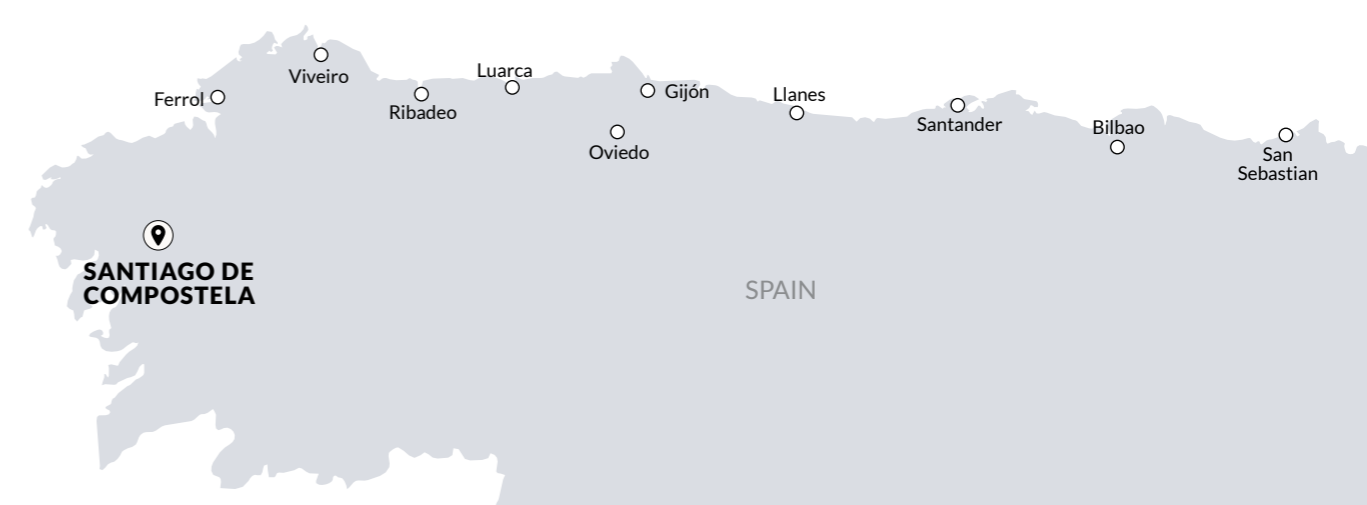 Viveiro
Luarca
Ferrol
Gijón
Llanes
Ribadeo
Santander
Bilbao
Oviedo
San
Sebastian
SANTIAGO DE
COMPOSTELA
SPAIN